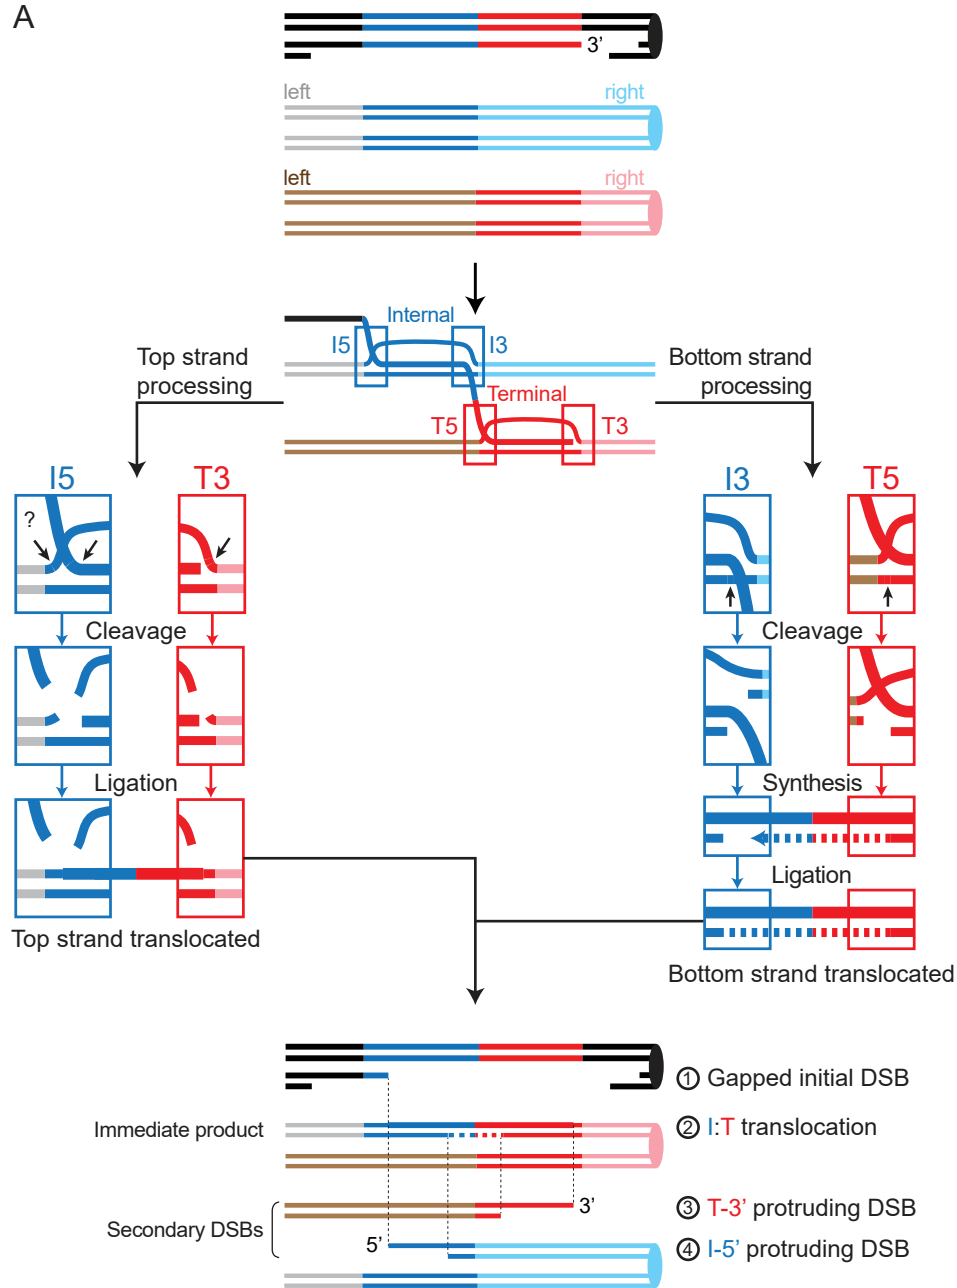 A
3’
left
right
left
right
Internal
I5
I3
Top strand
processing
Bottom strand
processing
Terminal
T5
T3
I5
T3
I3
T5
?
Cleavage
Cleavage
Ligation
Synthesis
Ligation
Top strand translocated
Bottom strand translocated
1 Gapped initial DSB
Immediate product
2 I:T translocation
3’
3 T-3’ protruding DSB
Secondary DSBs
5’
4 I-5’ protruding DSB